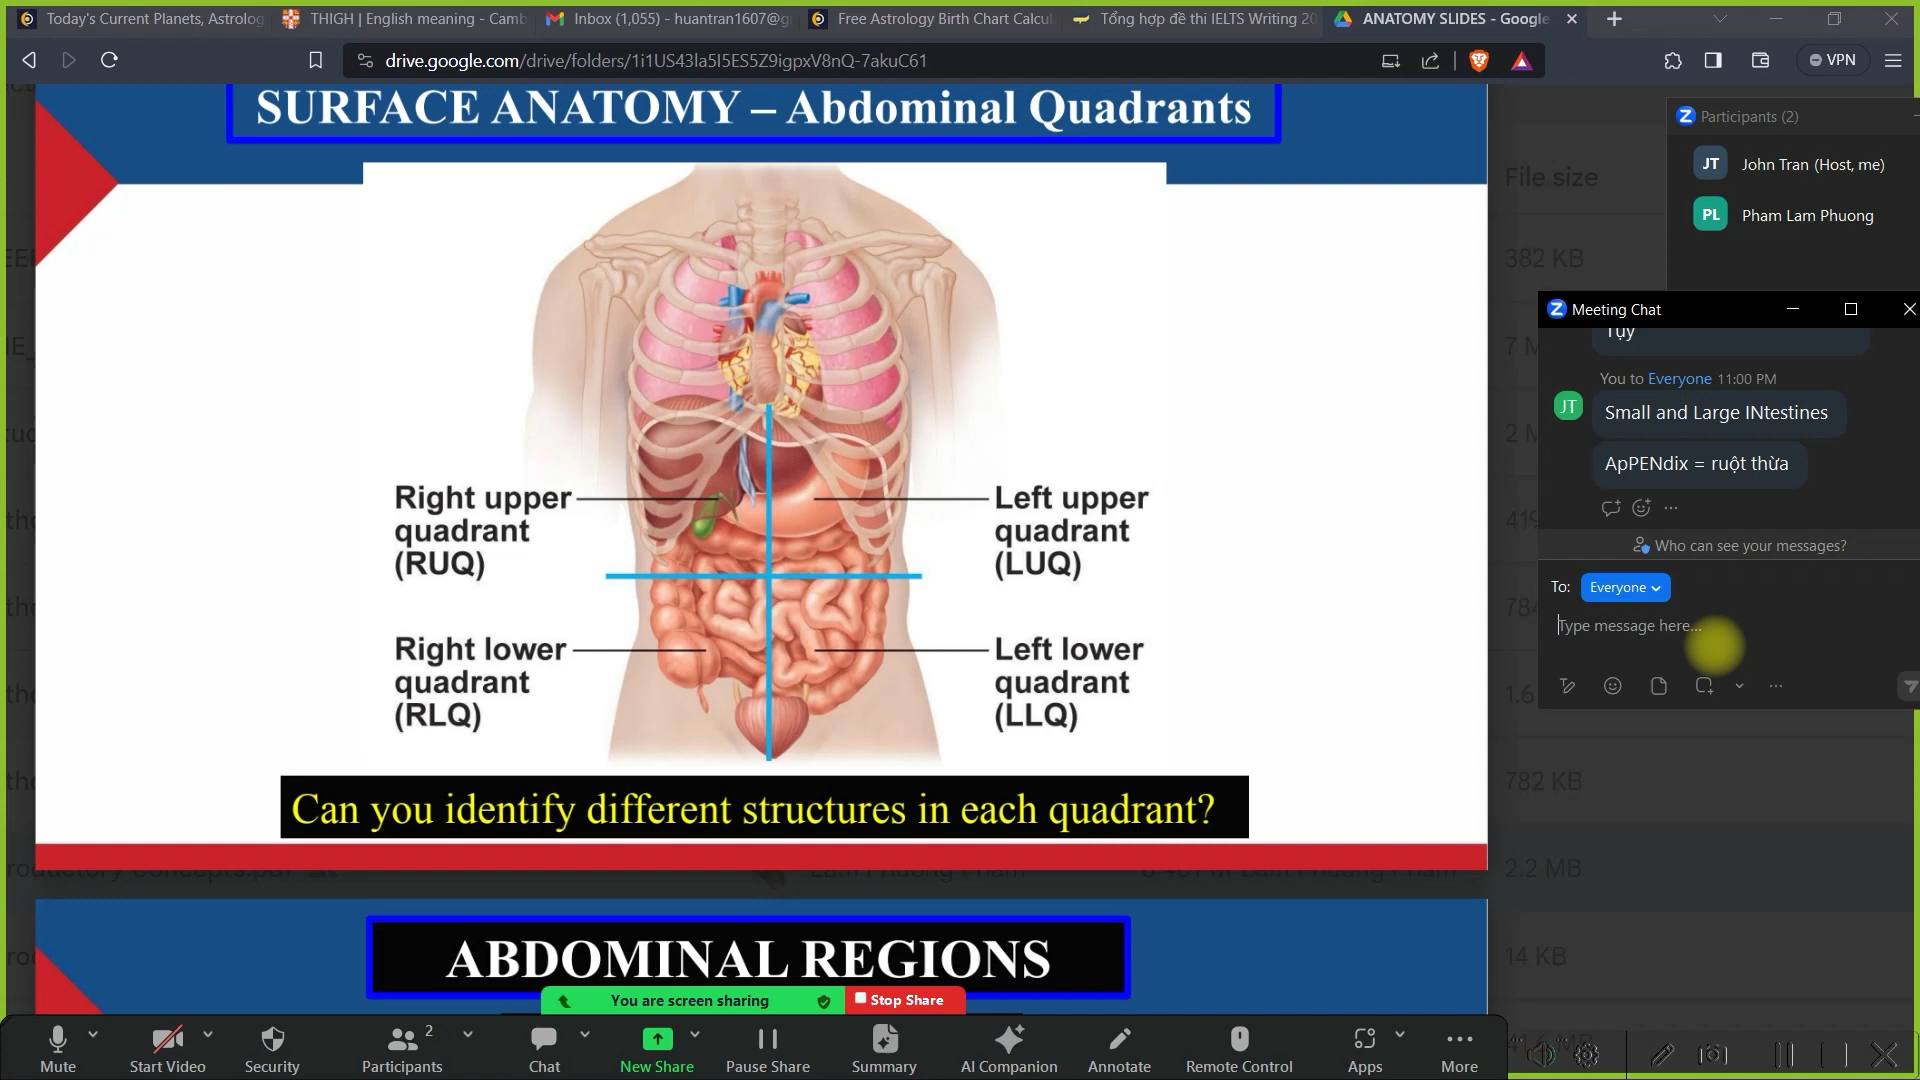 Today's Current Planets, Astrolog
THIGH | English meaning - Camb
Inbox (1,055) - huantran1607@g
Free Astrology Birth Chart Calcul
Tổng hợp đề thi IELTS Writing 20
ANATOMY SLIDES - Google
drive.google.com/drive/folders/1i1US43la5I5ES5Z9igpxV8nQ-7akuC61
VPN
SURFACE ANATOMY – Abdominal Quadrants
Right upper
quadrant
(RUQ)
Left upper
quadrant
(LUQ)
Right lower
quadrant
(RLQ)
Left lower
quadrant
(LLQ)
Can you identify different structures in each quadrant?
ABDOMINAL REGIONS
File size
382 KB
782 KB
2.2 MB
14 KB
Participants (2)
JT
John Tran (Host, me)
PL
Pham Lam Phuong
Meeting Chat
Tụy
You to Everyone 11:00 PM
JT
Small and Large INtestines
ApPENdix = ruột thừa
Who can see your messages?
To:
Everyone
Type message here...
You are screen sharing
Stop Share
Mute
Start Video
Security
2
Participants
Chat
New Share
Pause Share
Summary
AI Companion
Annotate
Remote Control
Apps
More